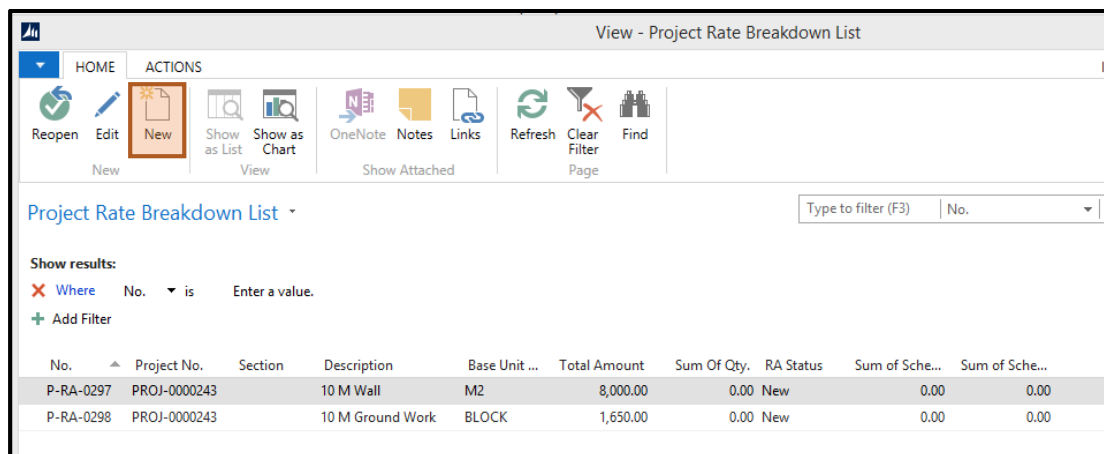 View - Project Rate Breakdown List
HOME ACTIONS
Reopen Edit New Show as List Show as Chart OneNote Notes Links Refresh Clear Filter Find
New View Show Attached Page
Project Rate Breakdown List
Type to filter (F3) No.
Show results:
Where No. is Enter a value.
Add Filter
No. Project No. Section Description Base Unit ... Total Amount Sum Of Qty. RA Status Sum of Sche... Sum of Sche...
P-RA-0297 PROJ-0000243 10 M Wall M2 8,000.00 0.00 New 0.00 0.00
P-RA-0298 PROJ-0000243 10 M Ground Work BLOCK 1,650.00 0.00 New 0.00 0.00